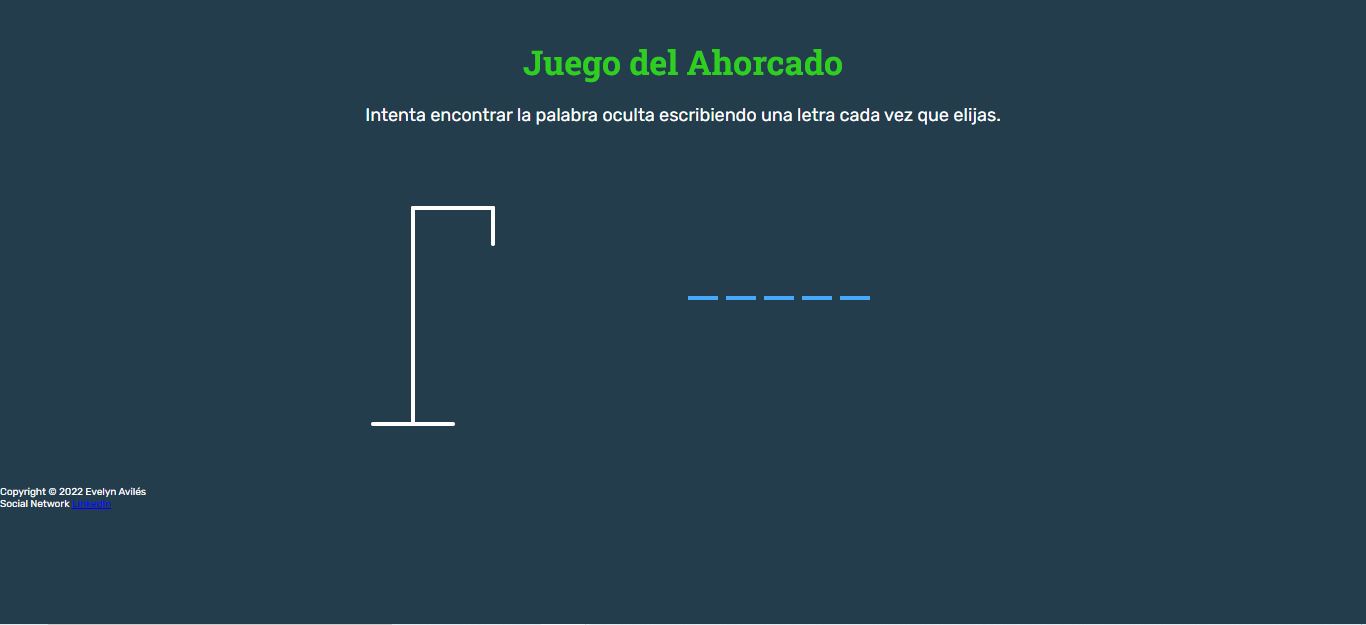 Juego del Ahorcado
Intenta encontrar la palabra oculta escribiendo una letra cada vez que elijas.
Copyright © 2022 Evelyn Avilés
Social Network Linkedin